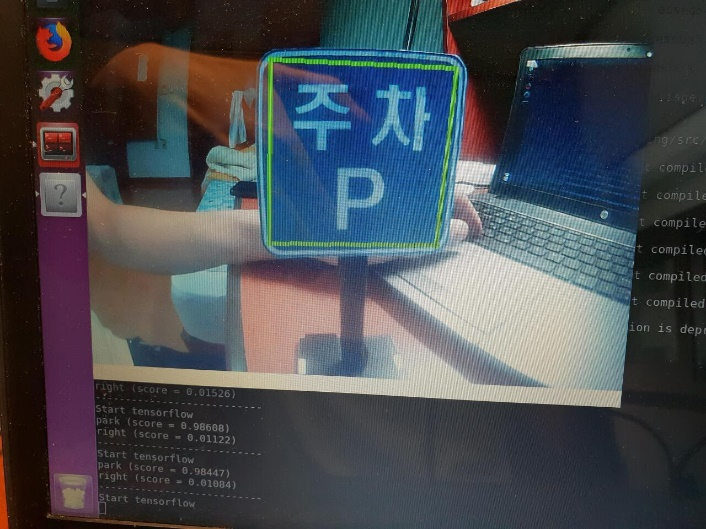 주차
P
t compil
t compile
t compile
t compile
t compiled
t compiled
ion is depr
right (score = 0.01526)
Start tensorflow
park (score = 0.98608)
right (score = 0.01122)
Start tensorflow
park (score = 0.98447)
right (score = 0.01084)
Start tensorflow